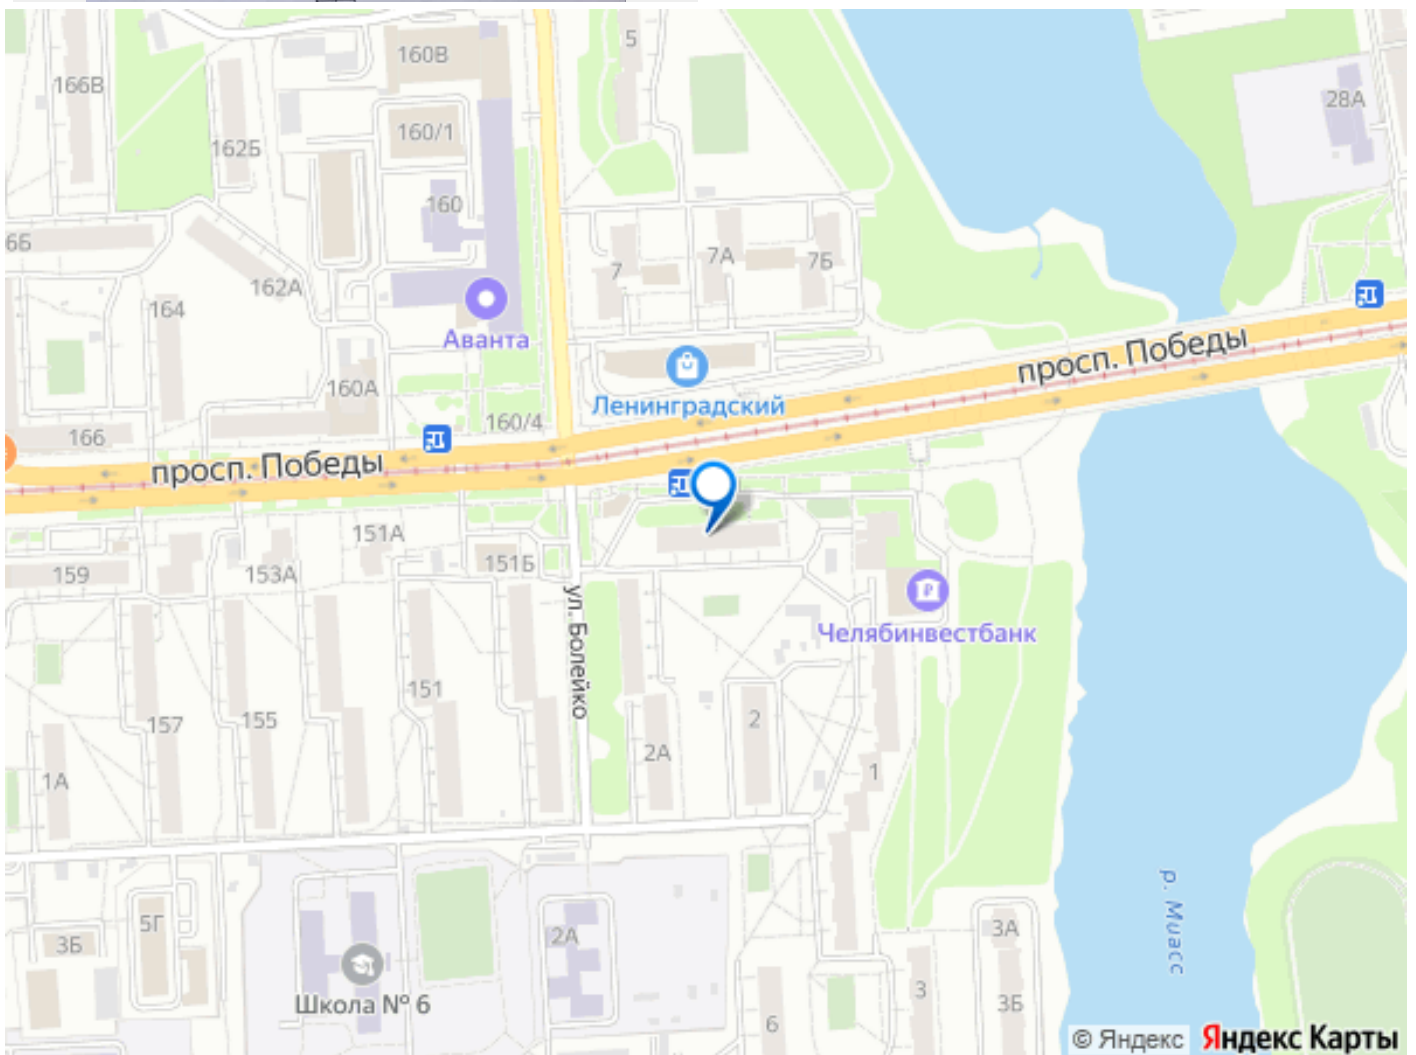 5
160В
166В
28А
160/1
162Б
160
66
7А
7Б
7
162А
164
Аванта
просп. Победы
160А
Ленинградский
160/4
166
просп. Победы
151А
151Б
159
153А
ул. Болейко
Челябинвестбанк
151
2
155
157
2А
1
1А
р. Миасс
5Г
3А
2А
3Б
Школа № 6
3
3Б
6
© Яндекс Яндекс Карты